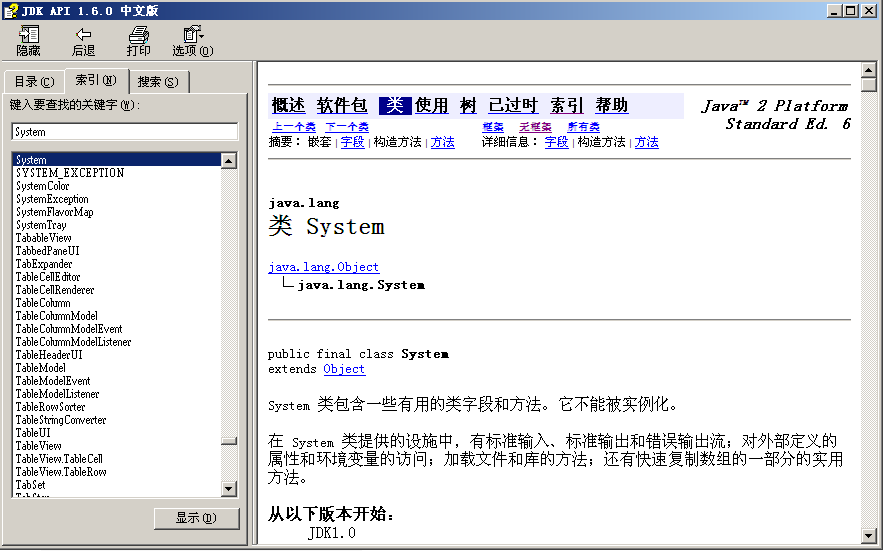 JDK API 1.6.0 中文版
隐藏 后退 打印 选项(O)
目录(C) 索引(N) 搜索(S)
键入要查找的关键字(W):
System
System
SYSTEM_EXCEPTION
SystemColor
SystemException
SystemFlavorMap
SystemTray
TabableView
TabbedPaneUI
TabExpander
TableCellEditor
TableCellRenderer
TableColumn
TableColumnModel
TableColumnModelEvent
TableColumnModelListener
TableHeaderUI
TableModel
TableModelEvent
TableModelListener
TableRowSorter
TableStringConverter
TableUI
TableView
TableView.TableCell
TableView.TableRow
TabSet
TabStop
显示(D)
概述 软件包 类 使用 树 已过时 索引 帮助
Java™ 2 Platform
Standard Ed. 6
上一个类 下一个类 框架 无框架 所有类
摘要: 嵌套 | 字段 | 构造方法 | 方法 详细信息: 字段 | 构造方法 | 方法
java.lang
类 System
java.lang.Object
java.lang.System
public final class System
extends Object
System 类包含一些有用的类字段和方法。它不能被实例化。
在 System 类提供的设施中，有标准输入、标准输出和错误输出流；对外部定义的
属性和环境变量的访问；加载文件和库的方法；还有快速复制数组的一部分的实用
方法。
从以下版本开始：
JDK1.0